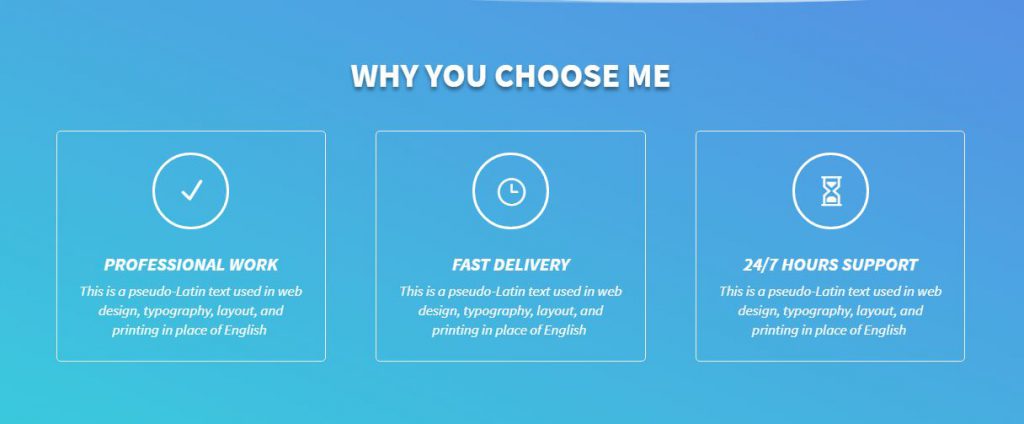 WHY YOU CHOOSE ME
PROFESSIONAL WORK
This is a pseudo-Latin text used in web
design, typography, layout, and
printing in place of English
FAST DELIVERY
This is a pseudo-Latin text used in web
design, typography, layout, and
printing in place of English
24/7 HOURS SUPPORT
This is a pseudo-Latin text used in web
design, typography, layout, and
printing in place of English